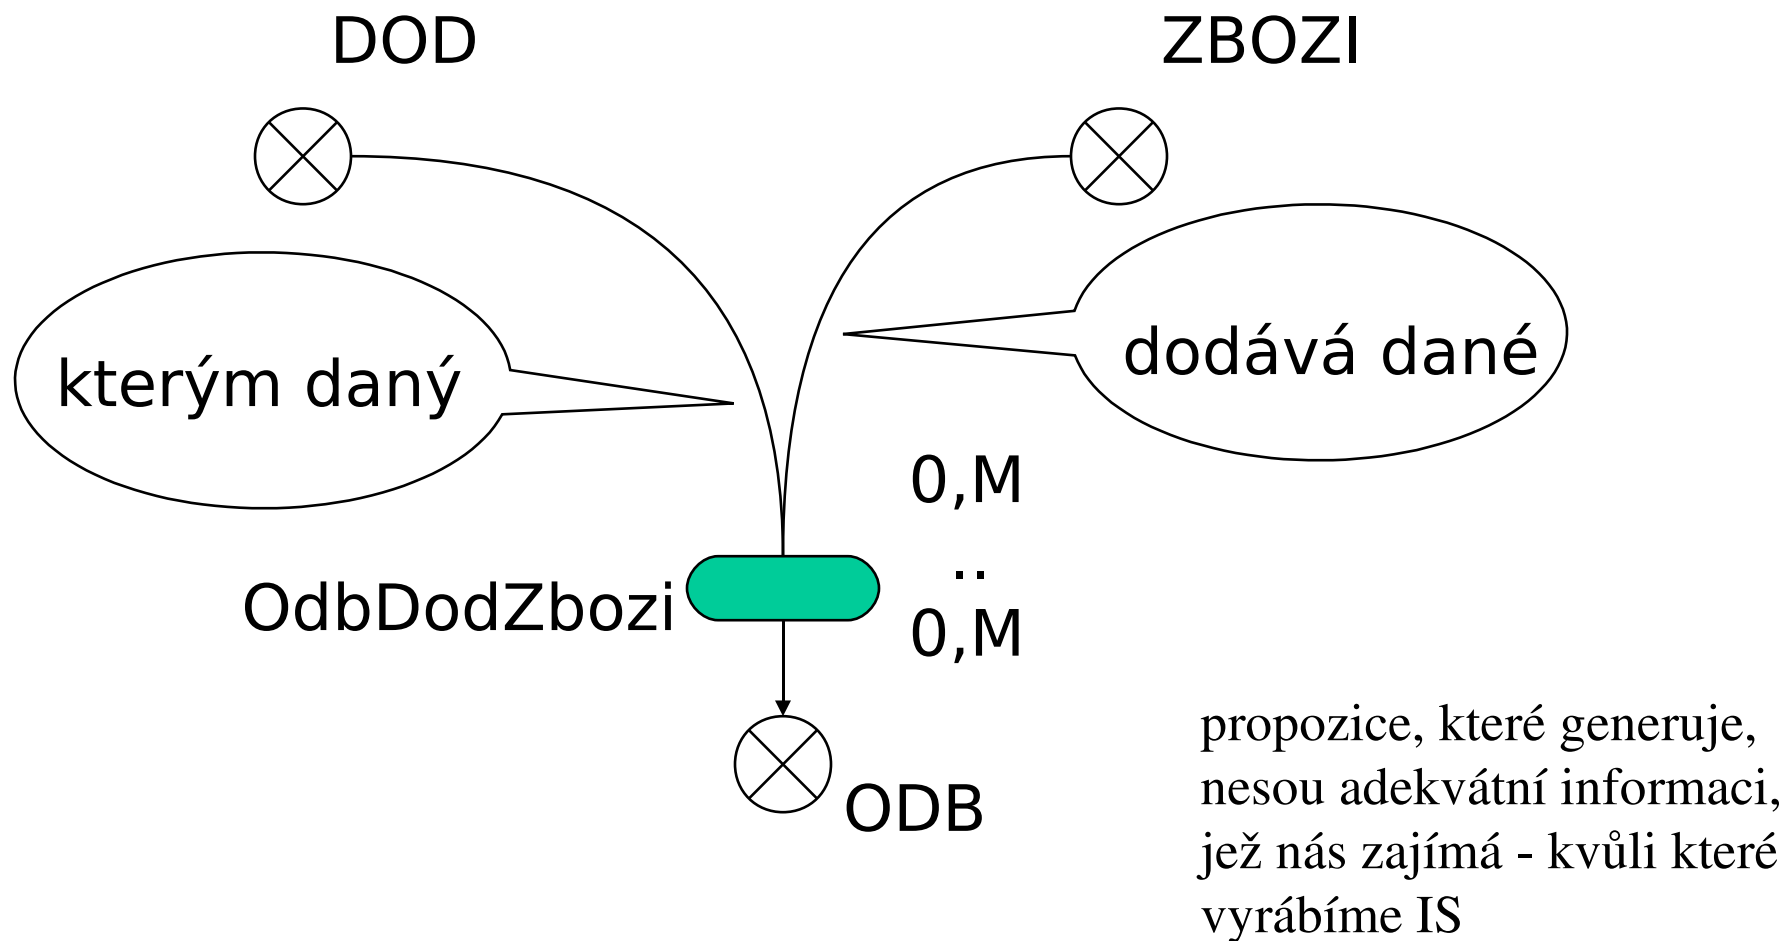 DOD
ZBOZI
kterým daný
dodává dané
0,M
..
OdbDodZbozi
0,M
ODB
propozice, které generuje,
nesou adekvátní informaci,
jež nás zajímá - kvůli které
vyrábíme IS